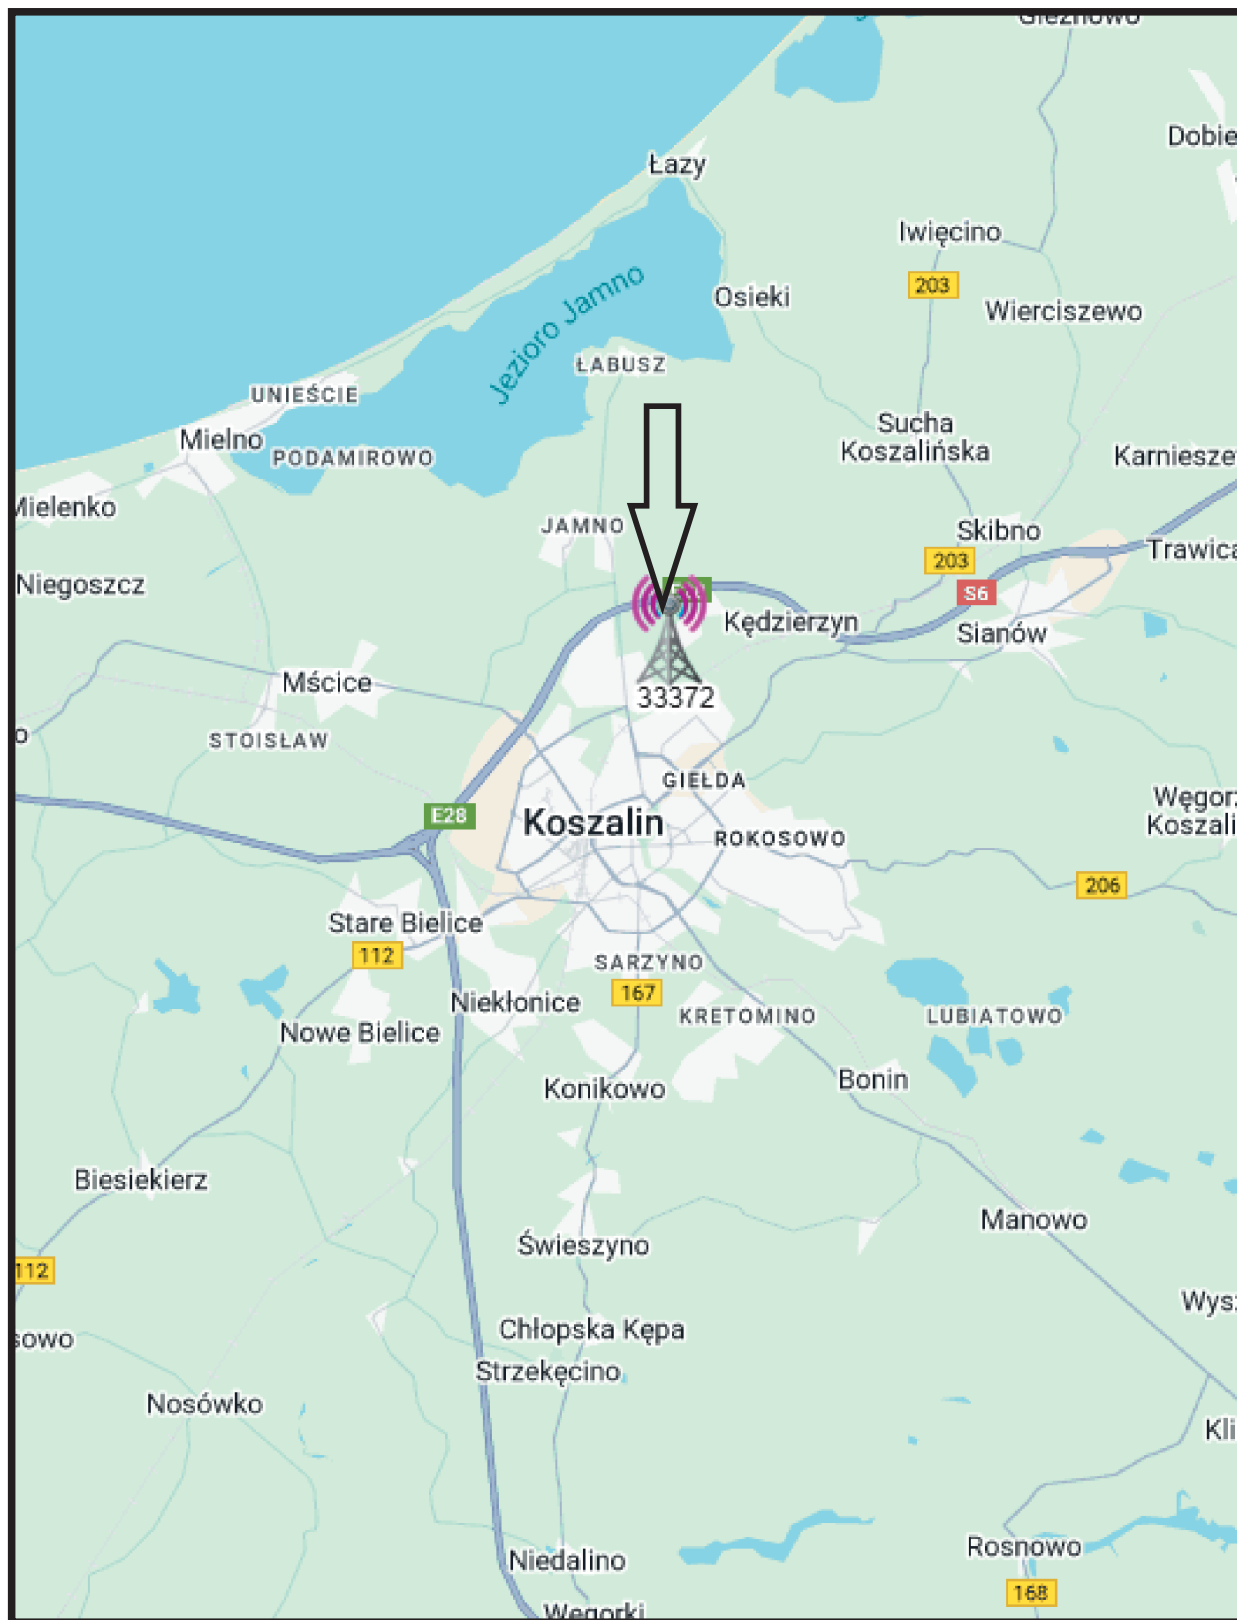 Gleźnowo
Dobie
Łazy
Iwięcino
203
Osieki
Wierciszewo
Jezioro Jamno
ŁABUSZ
UNIEŚCIE
Mielno
PODAMIROWO
Sucha
Koszalińska
Karniesze
Mielenko
JAMNO
Skibno
203
Trawica
Niegoszcz
S6
Kędzierzyn
Sianów
Mścice
33372
STOISŁAW
o
GIEŁDA
E28
Koszalin
Węgorz
Koszali
ROKOSOWO
206
Stare Bielice
112
SARZYNO
167
Niekłonice
Nowe Bielice
KRETOMINO
LUBIATOWO
Konikowo
Bonin
Biesiekierz
Manowo
Świeszyno
112
Wysz
sowo
Chłopska Kępa
Strzekęcino
Nosówko
Kli
Rosnowo
Niedalino
168
Węgorki